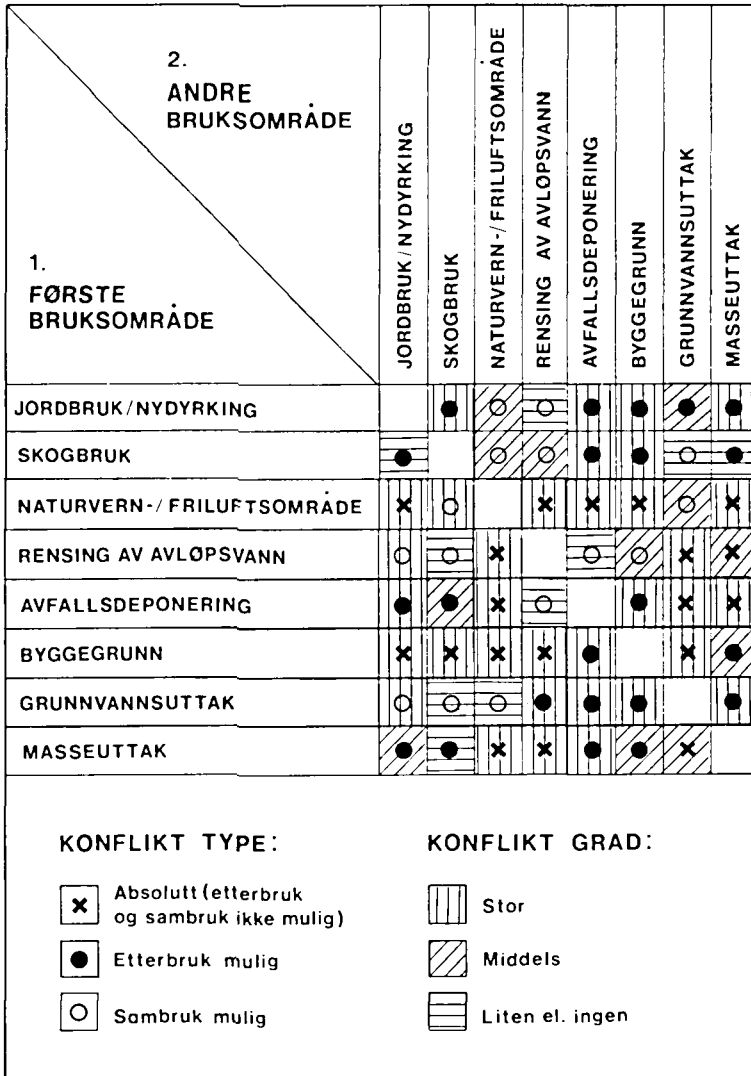 2.
ANDRE
BRUKSOMRÅDE
1.
FØRSTE
BRUKSOMRÅDE
JORDBRUK/NYDYRKING
SKOGBRUK
NATURVERN-/FRILUFTSOMRÅDE
RENSING AV AVLØPSVANN
AVFALLSDEPONERING
BYGGEGRUNN
GRUNNVANNSUTTAK
MASSEUTTAK
JORDBRUK/NYDYRKING
SKOGBRUK
NATURVERN-/FRILUFTSOMRÅDE
RENSING AV AVLØPSVANN
AVFALLSDEPONERING
BYGGEGRUNN
GRUNNVANNSUTTAK
MASSEUTTAK
KONFLIKT TYPE:
Absolutt (etterbruk
og sambruk ikke mulig)
Etterbruk mulig
Sambruk mulig
KONFLIKT GRAD:
Stor
Middels
Liten el. ingen